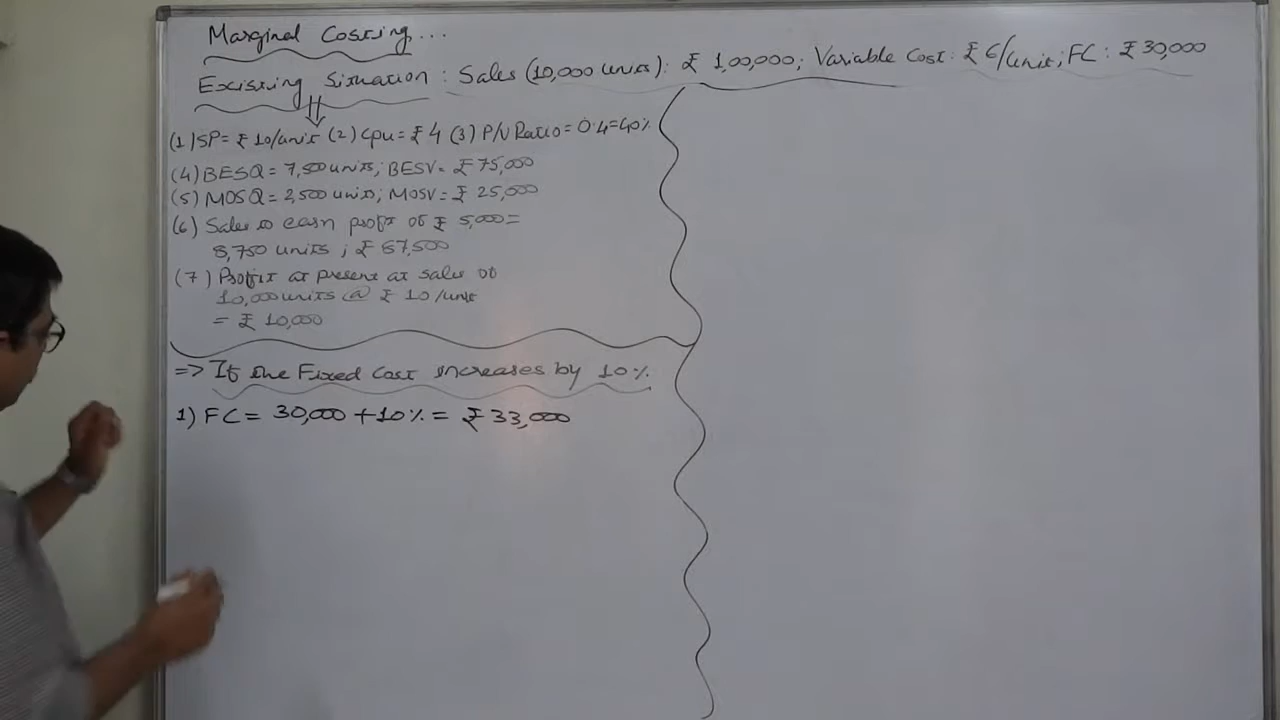 Marginal Costing...
Existing Situation : Sales (10,000 units): ₹ 1,00,000; Variable Cost: ₹ 6/unit; FC : ₹ 30,000
(1) SP= ₹ 10/unit (2) Cpu= ₹ 4 (3) P/V Ratio= 0.4=40%
(4) BESQ = 7,500 units; BESV= ₹ 75,000
(5) MOSQ = 2,500 units; MOSV= ₹ 25,000
(6) Sales to earn profit of ₹ 5,000=
8,750 units ; ₹ 87,500
(7) Profit at present at sales of
10,000 units @ ₹ 10/unit
= ₹ 10,000
=> If the Fixed Cost increases by 10%
1) FC = 30,000 + 10% = ₹ 33,000